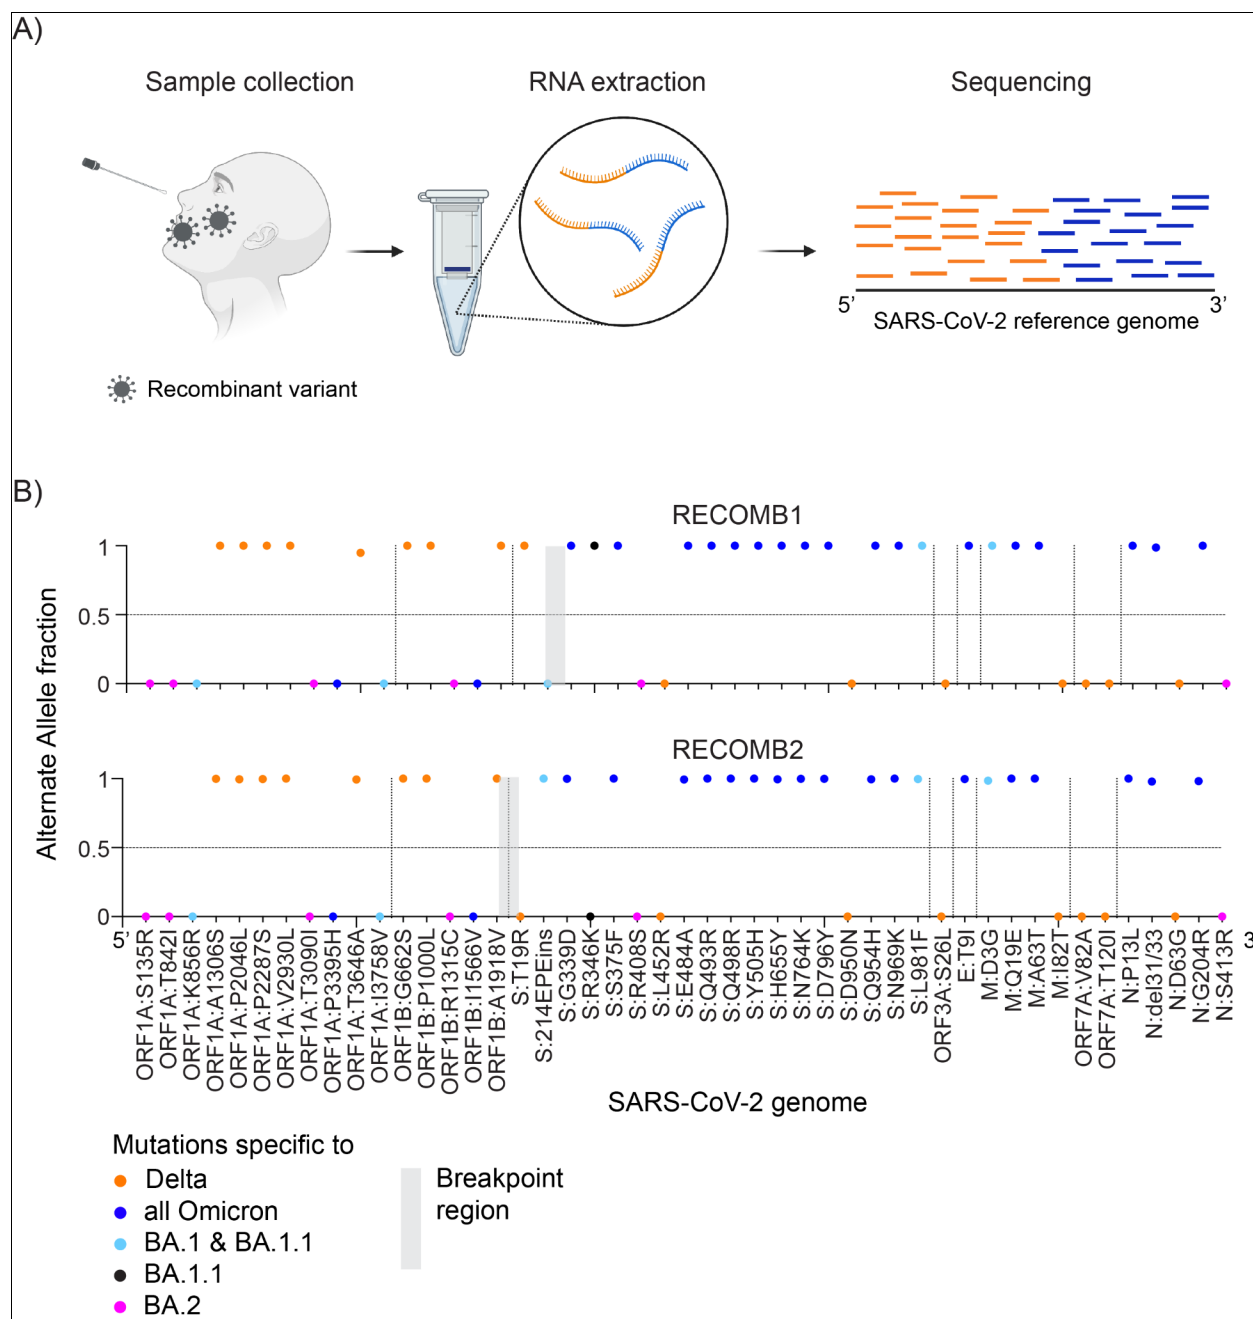 A)
Sample collection
RNA extraction
Sequencing
5’
3’
SARS-CoV-2 reference genome
Recombinant variant
B)
RECOMB1
1
0.5
0
Alternate Allele fraction
RECOMB2
1
0.5
0
5’
3
ORF1A:S135R
ORF1A:T842I
ORF1A:K856R
ORF1A:A1306S
ORF1A:P2046L
ORF1A:P2287S
ORF1A:V2930L
ORF1A:T3090I
ORF1A:P3395H
ORF1A:T3646A
ORF1A:I3758V
ORF1B:G662S
ORF1B:P1000L
ORF1B:R1315C
ORF1B:I1566V
ORF1B:A1918V
S:T19R
S:214EPEins
S:G339D
S:R346K
S:S375F
S:R408S
S:L452R
S:E484A
S:Q493R
S:Q498R
S:Y505H
S:H655Y
S:N764K
S:D796Y
S:D950N
S:Q954H
S:N969K
S:L981F
ORF3A:S26L
E:T9I
M:D3G
M:Q19E
M:A63T
M:I82T
ORF7A:V82A
ORF7A:T120I
N:P13L
N:del31/33
N:D63G
N:G204R
N:S413R
SARS-CoV-2 genome
Mutations specific to
Delta
all Omicron
BA.1 & BA.1.1
BA.1.1
BA.2
Breakpoint
region